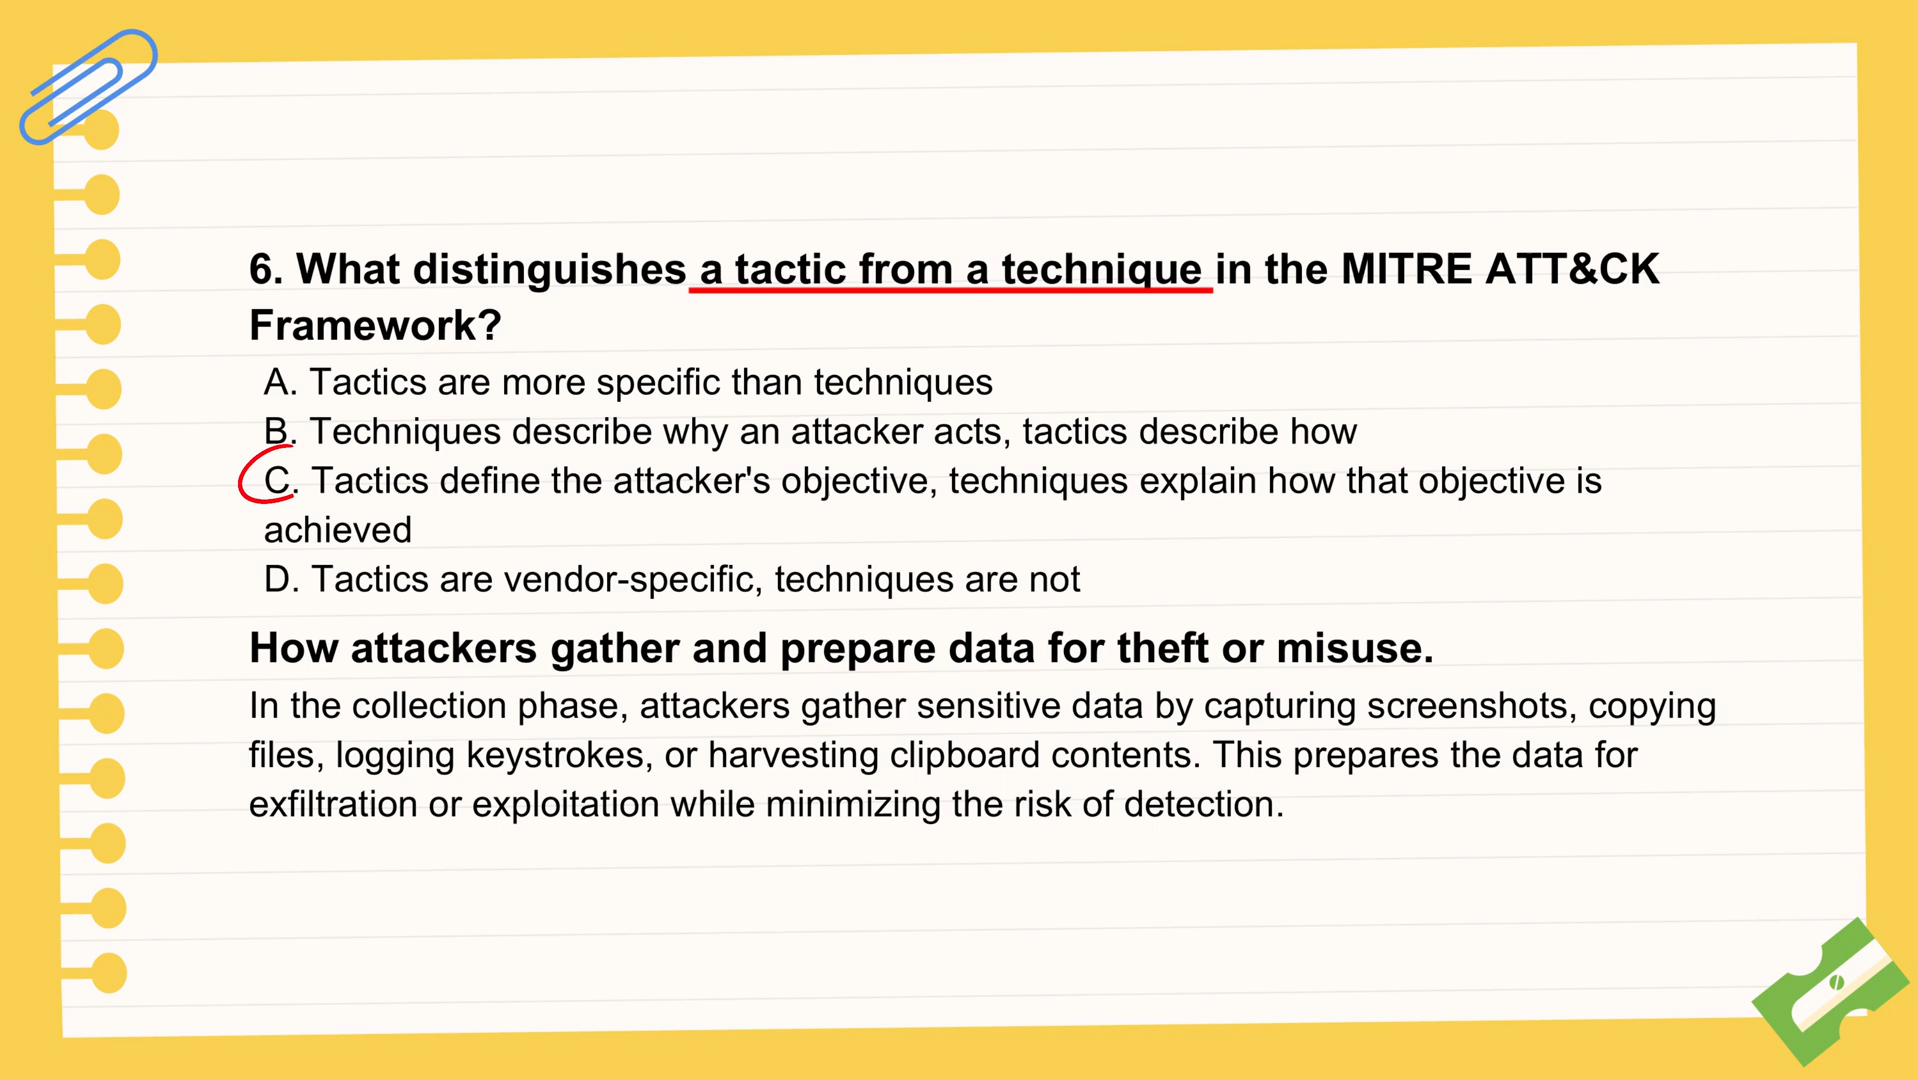 6. What distinguishes a tactic from a technique in the MITRE ATT&CK
Framework?
A. Tactics are more specific than techniques
B. Techniques describe why an attacker acts, tactics describe how
C. Tactics define the attacker's objective, techniques explain how that objective is
achieved
D. Tactics are vendor-specific, techniques are not
How attackers gather and prepare data for theft or misuse.
In the collection phase, attackers gather sensitive data by capturing screenshots, copying
files, logging keystrokes, or harvesting clipboard contents. This prepares the data for
exfiltration or exploitation while minimizing the risk of detection.